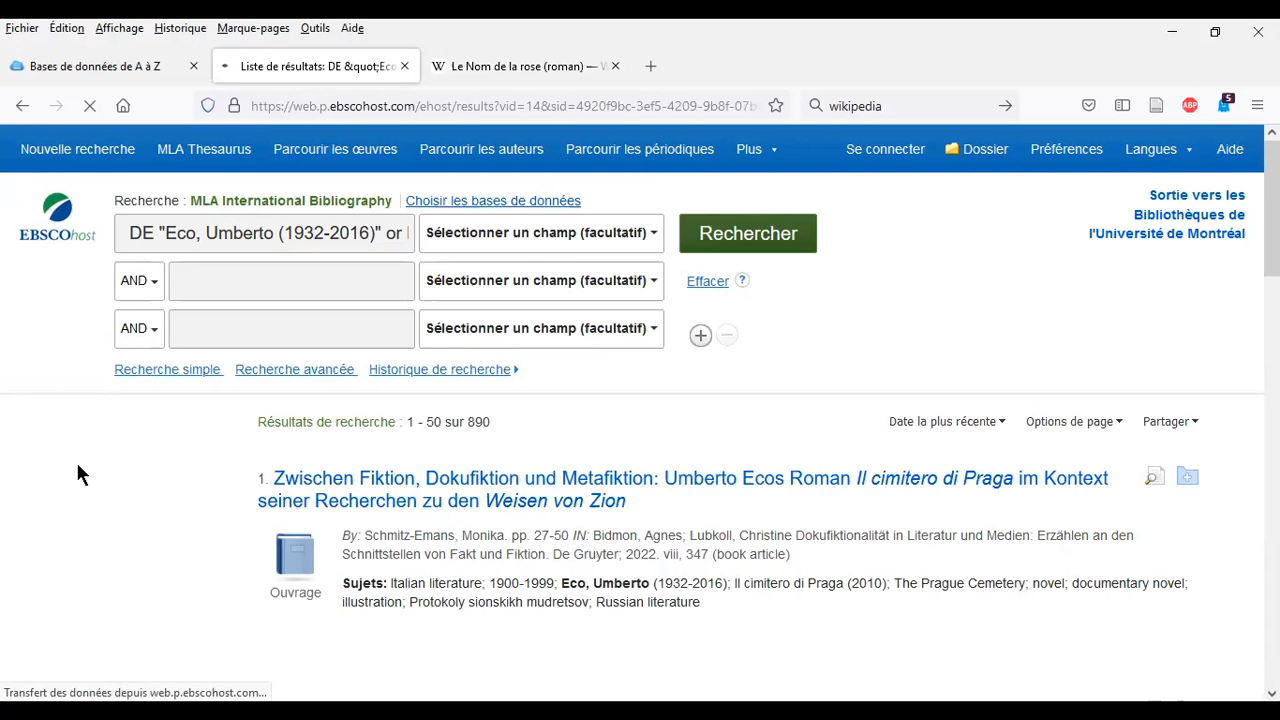 Fichier Édition Affichage Historique Marque-pages Outils Aide
Bases de données de A à Z
Liste de résultats: DE &quot;Ecc
Le Nom de la rose (roman) — W
https://web.p.ebscohost.com/ehost/results?vid=14&sid=4920f9bc-3ef5-4209-9b8f-07b
wikipedia
5
ABP
Nouvelle recherche MLA Thesaurus Parcourir les œuvres Parcourir les auteurs Parcourir les périodiques Plus Se connecter Dossier Préférences Langues Aide
EBSCOhost
Recherche : MLA International Bibliography Choisir les bases de données
DE "Eco, Umberto (1932-2016)" or Sélectionner un champ (facultatif) Rechercher
AND Sélectionner un champ (facultatif) Effacer ?
AND Sélectionner un champ (facultatif)
Recherche simple Recherche avancée Historique de recherche
Sortie vers les
Bibliothèques de
l'Université de Montréal
Résultats de recherche : 1 - 50 sur 890
Date la plus récente Options de page Partager
1. Zwischen Fiktion, Dokufiktion und Metafiktion: Umberto Ecos Roman Il cimitero di Praga im Kontext
seiner Recherchen zu den Weisen von Zion
By: Schmitz-Emans, Monika. pp. 27-50 IN: Bidmon, Agnes; Lubkoll, Christine Dokufiktionalität in Literatur und Medien: Erzählen an den
Schnittstellen von Fakt und Fiktion. De Gruyter; 2022. viii, 347 (book article)
Ouvrage
Sujets: Italian literature; 1900-1999; Eco, Umberto (1932-2016); Il cimitero di Praga (2010); The Prague Cemetery; novel; documentary novel;
illustration; Protokoly sionskikh mudretsov; Russian literature
Transfert des données depuis web.p.ebscohost.com...